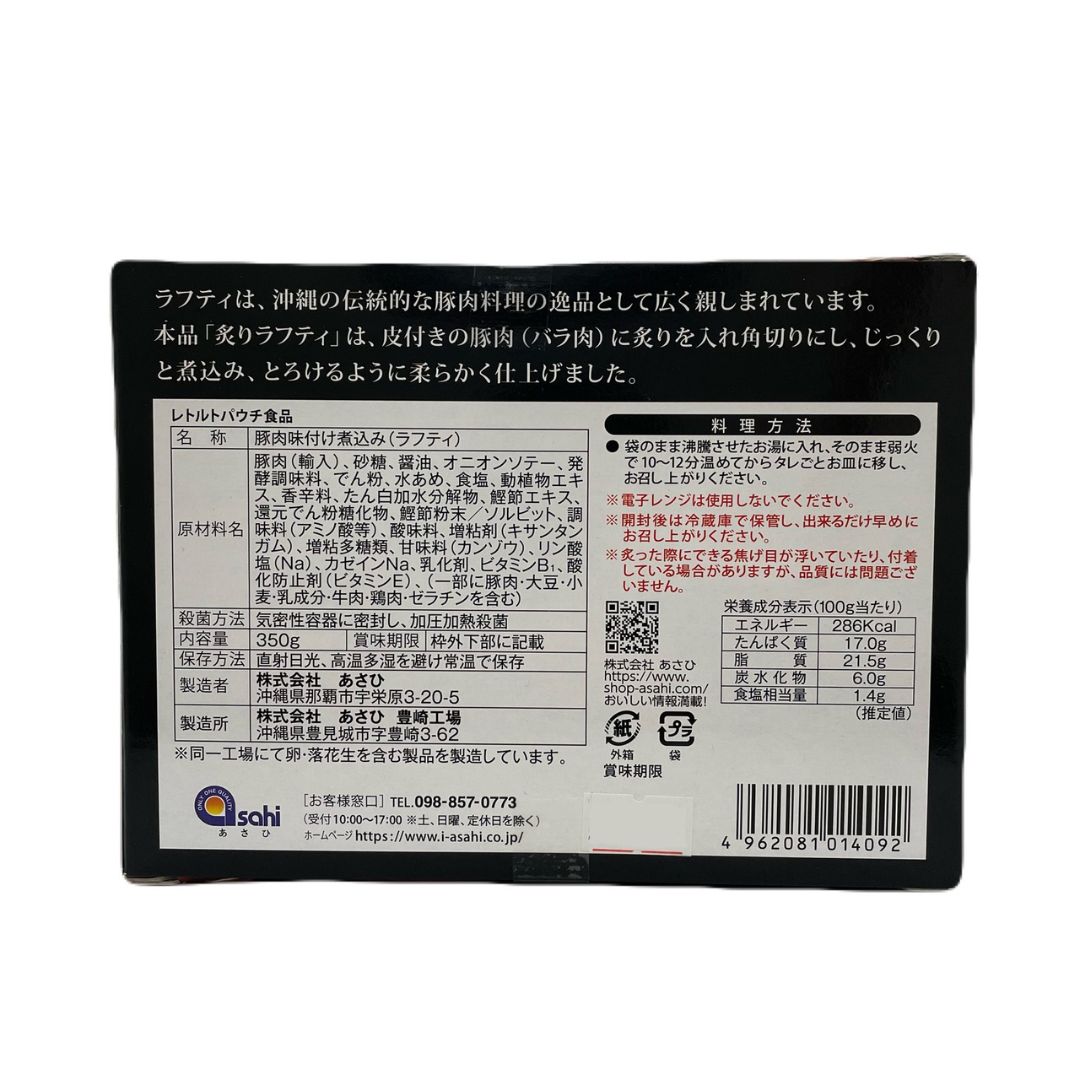 ラフティは、沖縄の伝統的な豚肉料理の逸品として広く親しまれています。
本品「炙りラフティ」は、皮付きの豚肉（バラ肉）に炙りを入れ角切りにし、じっくり
と煮込み、とろけるように柔らかく仕上げました。
レトルトパウチ食品
名　称 豚肉味付け煮込み（ラフティ）
原材料名
豚肉（輸入）、砂糖、醤油、オニオンソテー、発
酵調味料、でん粉、水あめ、食塩、動植物エキ
ス、香辛料、たん白加水分解物、鰹節エキス、
還元でん粉糖化物、鰹節粉末／ソルビット、調
味料（アミノ酸等）、酸味料、増粘剤（キサンタン
ガム）、増粘多糖類、甘味料（カンゾウ）、リン酸
塩（Na）、カゼインNa、乳化剤、ビタミンB₁、酸
化防止剤（ビタミンE）、（一部に豚肉・大豆・小
麦・乳成分・牛肉・鶏肉・ゼラチンを含む）
殺菌方法 気密性容器に密封し、加圧加熱殺菌
内容量 350g 賞味期限 枠外下部に記載
保存方法 直射日光、高温多湿を避け常温で保存
製造者 株式会社　あさひ
沖縄県那覇市字栄原3-20-5
製造所 株式会社　あさひ 豊崎工場
沖縄県豊見城市字豊崎3-62
※同一工場にて卵・落花生を含む製品を製造しています。
ONLY ONE QUALITY
asahi
あさひ
［お客様窓口］TEL.098-857-0773
（受付10:00〜17:00 ※土、日曜、定休日を除く）
ホームページ https://www.i-asahi.co.jp/
料理方法
● 袋のまま沸騰させたお湯に入れ、そのまま弱火
で10〜12分温めてからタレごとお皿に移し、
お召し上がりください。
※電子レンジは使用しないでください。
※開封後は冷蔵庫で保管し、出来るだけ早めに
お召し上がりください。
※炙った際にできる焦げ目が浮いていたり、付着
している場合がありますが、品質には問題ござ
いません。
株式会社 あさひ
https://www.
shop-asahi.com/
おいしい情報満載!
栄養成分表示（100g当たり）
エネルギー 286Kcal
たんぱく質 17.0g
脂　質 21.5g
炭水化物 6.0g
食塩相当量 1.4g
（推定値）
紙 プラ
外箱 袋
賞味期限
4 962081 014092